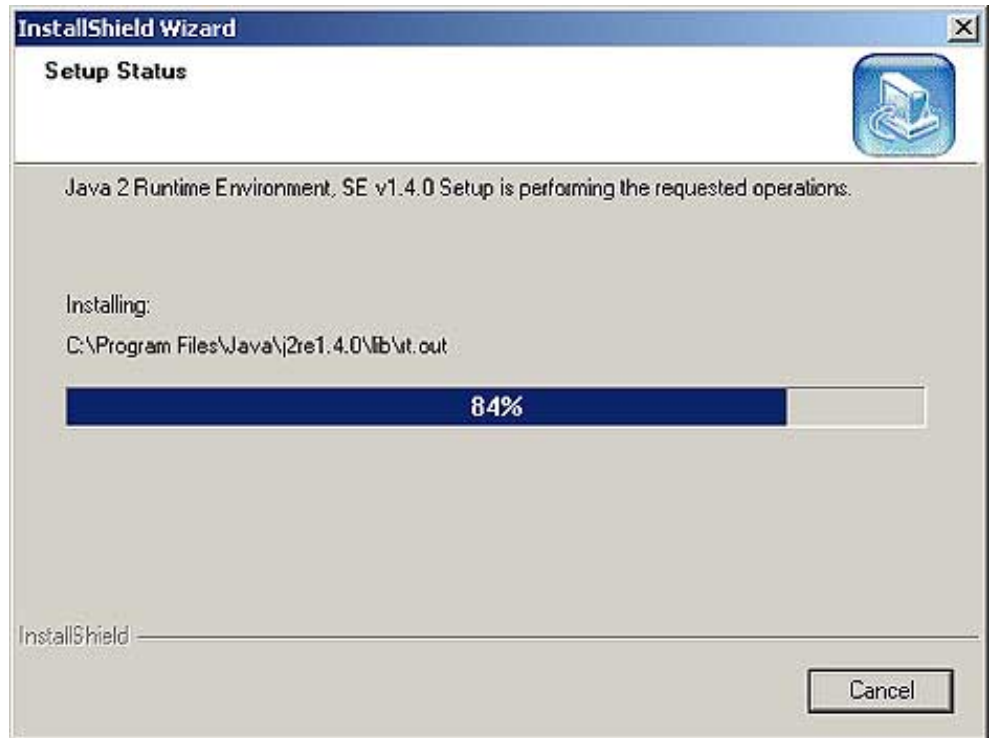 InstallShield Wizard
Setup Status
Java 2 Runtime Environment, SE v1.4.0 Setup is performing the requested operations.
Installing:
C:\Program Files\Java\j2re1.4.0\lib\rt.out
84%
InstallShield
Cancel